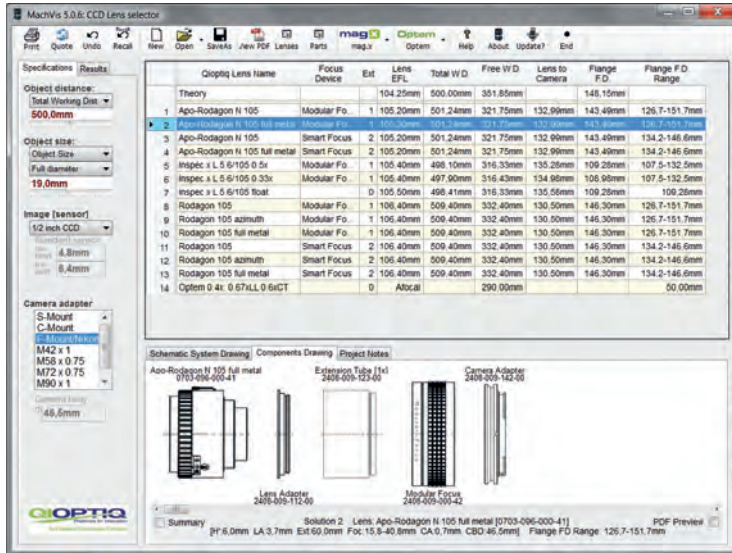 MachVis 5.0.6: CCD Lens selector
Print Quote Undo Recall New Open SaveAs View PDF Lenses Parts mag.x Optem Help About Update? End
mag X Optem
Specifications Results
Object distance:
Total Working Dist
500,0mm
Object size:
Object Size
Full diameter
19,0mm
Image [sensor]
1/2 inch CCD
4,8mm
6,4mm
Camera adapter
S-Mount
C-Mount
F-Mount/Nikon
M42 x 1
M58 x 0.75
M72 x 0.75
M90 x 1
Camera body
46,5mm
QIOPTIQ
Qioptiq Lens Name Focus Device Ext Lens EFL Total W.D. Free W.D. Lens to Camera Flange F.D. Flange F.D. Range
Theory 104.25mm 500.00mm 351.85mm 148.15mm
1 Apo-Rodagon N 105 Modular Fo... 1 105.20mm 501,24mm 321.75mm 132,99mm 143.49mm 126.7-151.7mm
2 Apo-Rodagon N 105 full metal Modular Fo... 1 105.20mm 501,24mm 321.75mm 132,99mm 143.49mm 126.7-151.7mm
3 Apo-Rodagon N 105 Smart Focus 2 105.20mm 501,24mm 321.75mm 132.99mm 143.49mm 134.2-146.6mm
4 Apo-Rodagon N 105 full metal Smart Focus 2 105.20mm 501,24mm 321.75mm 132.99mm 143.49mm 134.2-146.6mm
5 Inspec.x L 5.6/105 0.5x 1 105.40mm 498.10mm 316.33mm 135.28mm 109.28mm 107.5-132.5mm
6 Inspec.x L 5.6/105 0.33x 1 105.40mm 497.90mm 316.43mm 134.98mm 108.98mm 107.5-132.5mm
7 Inspec.x L 5.6/105 float 0 105.50mm 498.41mm 316.33mm 135.58mm 109.28mm 109,28mm
8 Rodagon 105 Modular Fo... 1 106.40mm 509.40mm 332.40mm 130.50mm 146.30mm 126.7-151.7mm
9 Rodagon 105 azimuth Modular Fo... 1 106,40mm 509.40mm 332.40mm 130.50mm 146.30mm 126.7-151.7mm
10 Rodagon 105 full metal Modular Fo... 1 106,40mm 509.40mm 332.40mm 130.50mm 146.30mm 126.7-151.7mm
11 Rodagon 105 Smart Focus 2 106.40mm 509.40mm 332.40mm 130,50mm 146.30mm 134.2-146.6mm
12 Rodagon 105 azimuth Smart Focus 2 106.40mm 509.40mm 332.40mm 130.50mm 146.30mm 134.2-146.6mm
13 Rodagon 105 full metal Smart Focus 2 106.40mm 509.40mm 332.40mm 130,50mm 146.30mm 134.2-146.6mm
14 Optem 0.4x: 0.67xLL 0.6xCT 0 Afocal 290.00mm 50.00mm
Schematic System Drawing Components Drawing Project Notes
Apo-Rodagon N 105 full metal Extension Tube [1x] Camera Adapter
0703-096-000-41 2408-009-123-00 2408-009-142-00
Lens Adapter Modular Focus
2408-009-112-00 2408-009-000-42
Summary Solution 2 Lens: Apo-Rodagon N 105 full metal [0703-096-000-41] PDF Preview
[H':6.0mm LA:3.7mm Ext:60.0mm Foc:15.8-40.8mm CA:0.7mm CBD:46.5mm] Flange FD Range: 126.7-151.7mm